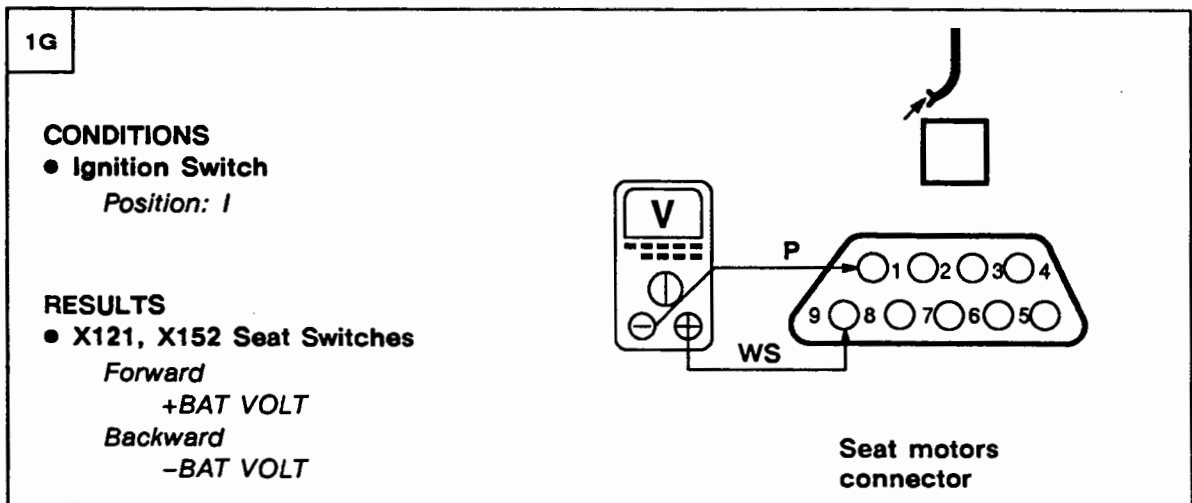 1G
CONDITIONS
● Ignition Switch
Position: I
RESULTS
● X121, X152 Seat Switches
Forward
+BAT VOLT
Backward
–BAT VOLT
V
P
WS
1 2 3 4
9 8 7 6 5
Seat motors
connector